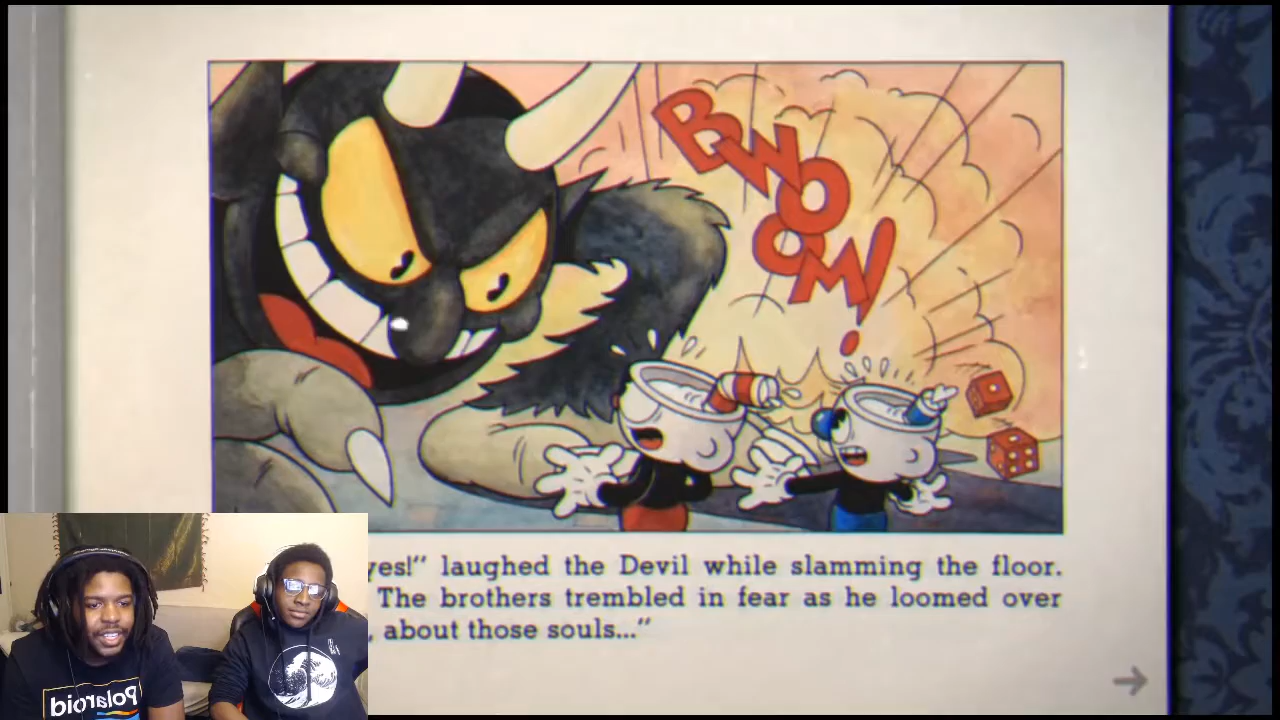 BWOOM!
yes!" laughed the Devil while slamming the floor.
The brothers trembled in fear as he loomed over
, about those souls..."
Polaroid